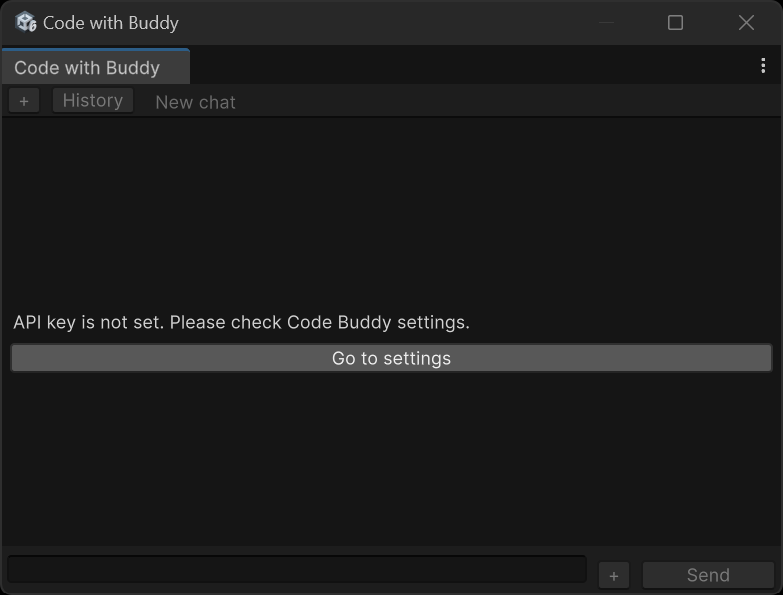 Code with Buddy
Code with Buddy
+ History New chat
API key is not set. Please check Code Buddy settings.
Go to settings
+ Send